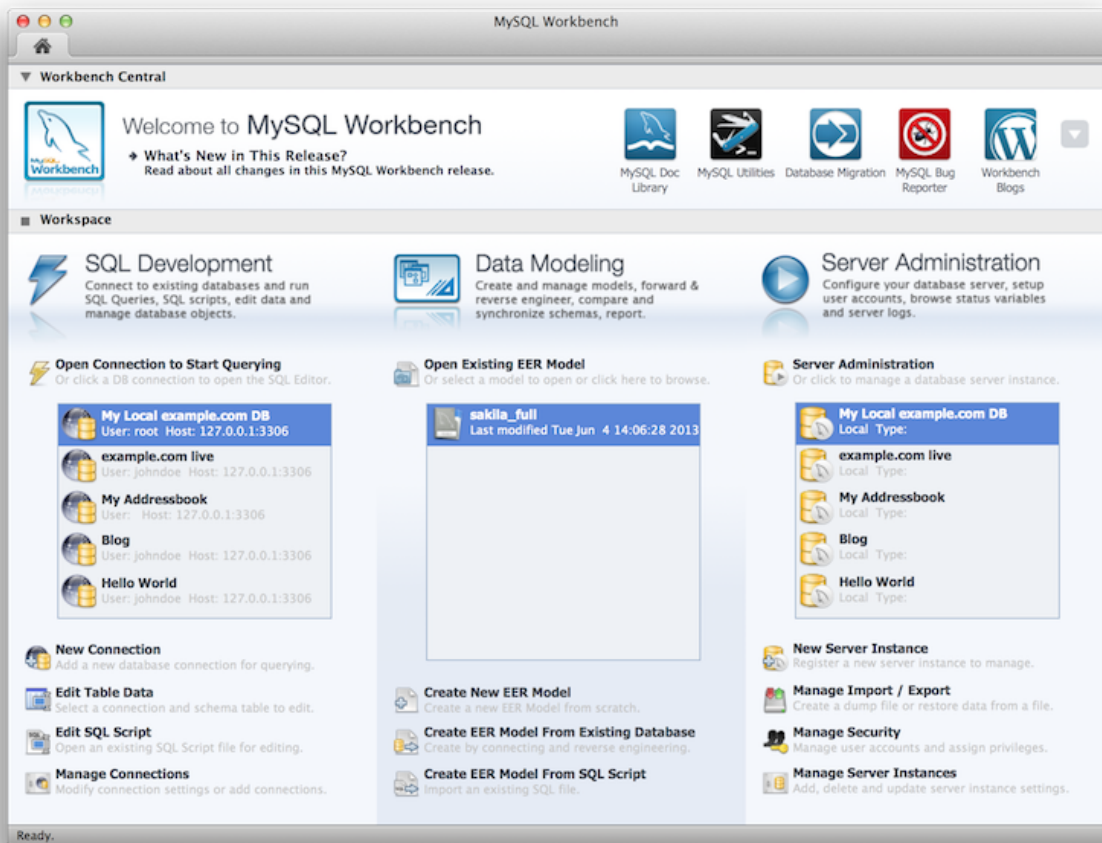 MySQL Workbench
Workbench Central
MySQL
Workbench
Welcome to MySQL Workbench
What's New in This Release?
Read about all changes in this MySQL Workbench release.
MySQL Doc
Library
MySQL Utilities
Database Migration
MySQL Bug
Reporter
Workbench
Blogs
Workspace
SQL Development
Connect to existing databases and run
SQL Queries, SQL scripts, edit data and
manage database objects.
Open Connection to Start Querying
Or click a DB connection to open the SQL Editor.
My Local example.com DB
User: root Host: 127.0.0.1:3306
example.com live
User: johndoe Host: 127.0.0.1:3306
My Addressbook
User: Host: 127.0.0.1:3306
Blog
User: johndoe Host: 127.0.0.1:3306
Hello World
User: johndoe Host: 127.0.0.1:3306
New Connection
Add a new database connection for querying.
Edit Table Data
Select a connection and schema table to edit.
Edit SQL Script
Open an existing SQL Script file for editing.
Manage Connections
Modify connection settings or add connections.
Data Modeling
Create and manage models, forward &
reverse engineer, compare and
synchronize schemas, report.
Open Existing EER Model
Or select a model to open or click here to browse.
sakila_full
Last modified Tue Jun 4 14:06:28 2013
Create New EER Model
Create a new EER Model from scratch.
Create EER Model From Existing Database
Create by connecting and reverse engineering.
Create EER Model From SQL Script
Import an existing SQL file.
Server Administration
Configure your database server, setup
user accounts, browse status variables
and server logs.
Server Administration
Or click to manage a database server instance.
My Local example.com DB
Local Type:
example.com live
Local Type:
My Addressbook
Local Type:
Blog
Local Type:
Hello World
Local Type:
New Server Instance
Register a new server instance to manage.
Manage Import / Export
Create a dump file or restore data from a file.
Manage Security
Manage user accounts and assign privileges.
Manage Server Instances
Add, delete and update server instance settings.
Ready.